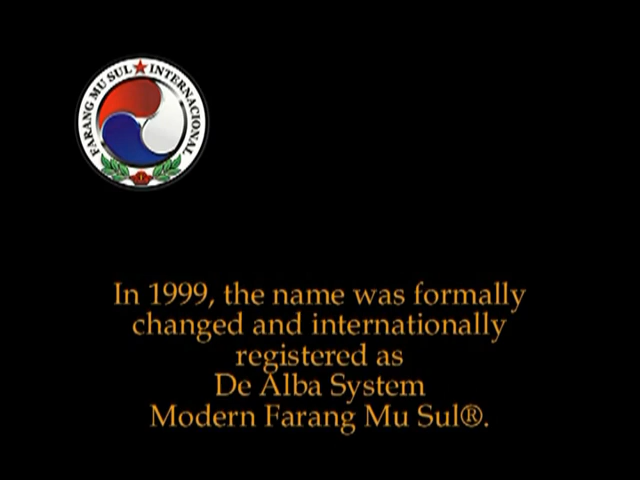 FARANG MU SUL ★ INTERNACIONAL
In 1999, the name was formally
changed and internationally
registered as
De Alba System
Modern Farang Mu Sul®.